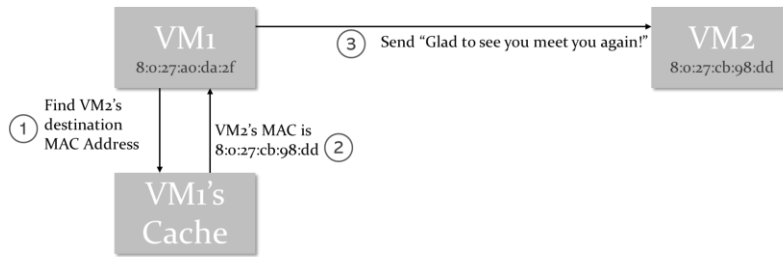 VM1
8:0:27:a0:da:2f
3 Send “Glad to see you meet you again!”
VM2
8:0:27:cb:98:dd
1
Find VM2’s
destination
MAC Address
VM2’s MAC is
8:0:27:cb:98:dd 2
VM1’s
Cache